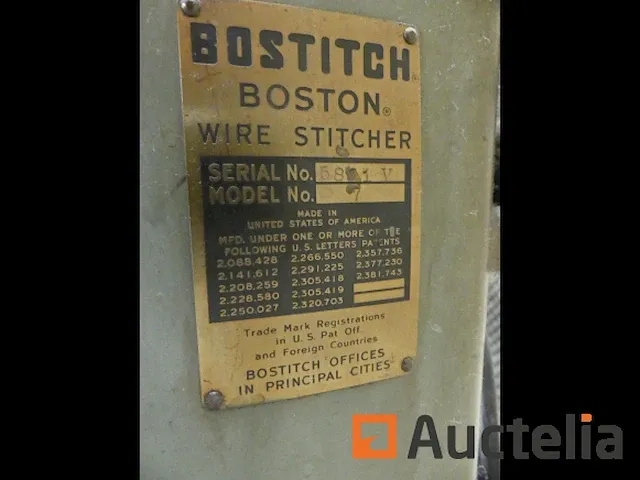 BOSTITCH
BOSTON®
WIRE STITCHER
SERIAL No.
MODEL No. 7
MADE IN
UNITED STATES OF AMERICA
MFD. UNDER ONE OR MORE OF THE
FOLLOWING U.S. LETTERS PATENTS
2.088.428 2.266.550 2.357.736
2.141.612 2.291.225 2.377.230
2.208.259 2.305.418 2.381.743
2.228.580 2.305.419
2.250.027 2.320.703
Trade Mark Registrations
in U.S. Pat Off.
and Foreign Countries
BOSTITCH OFFICES
IN PRINCIPAL CITIES
Auctelia